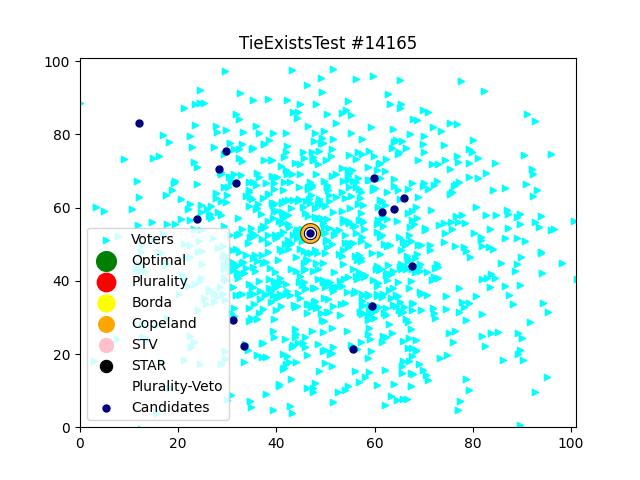 TieExistsTest #14165
100
80
60
40
20
0
Voters
Optimal
Plurality
Borda
Copeland
STV
STAR
Plurality-Veto
Candidates
0 20 40 60 80 100